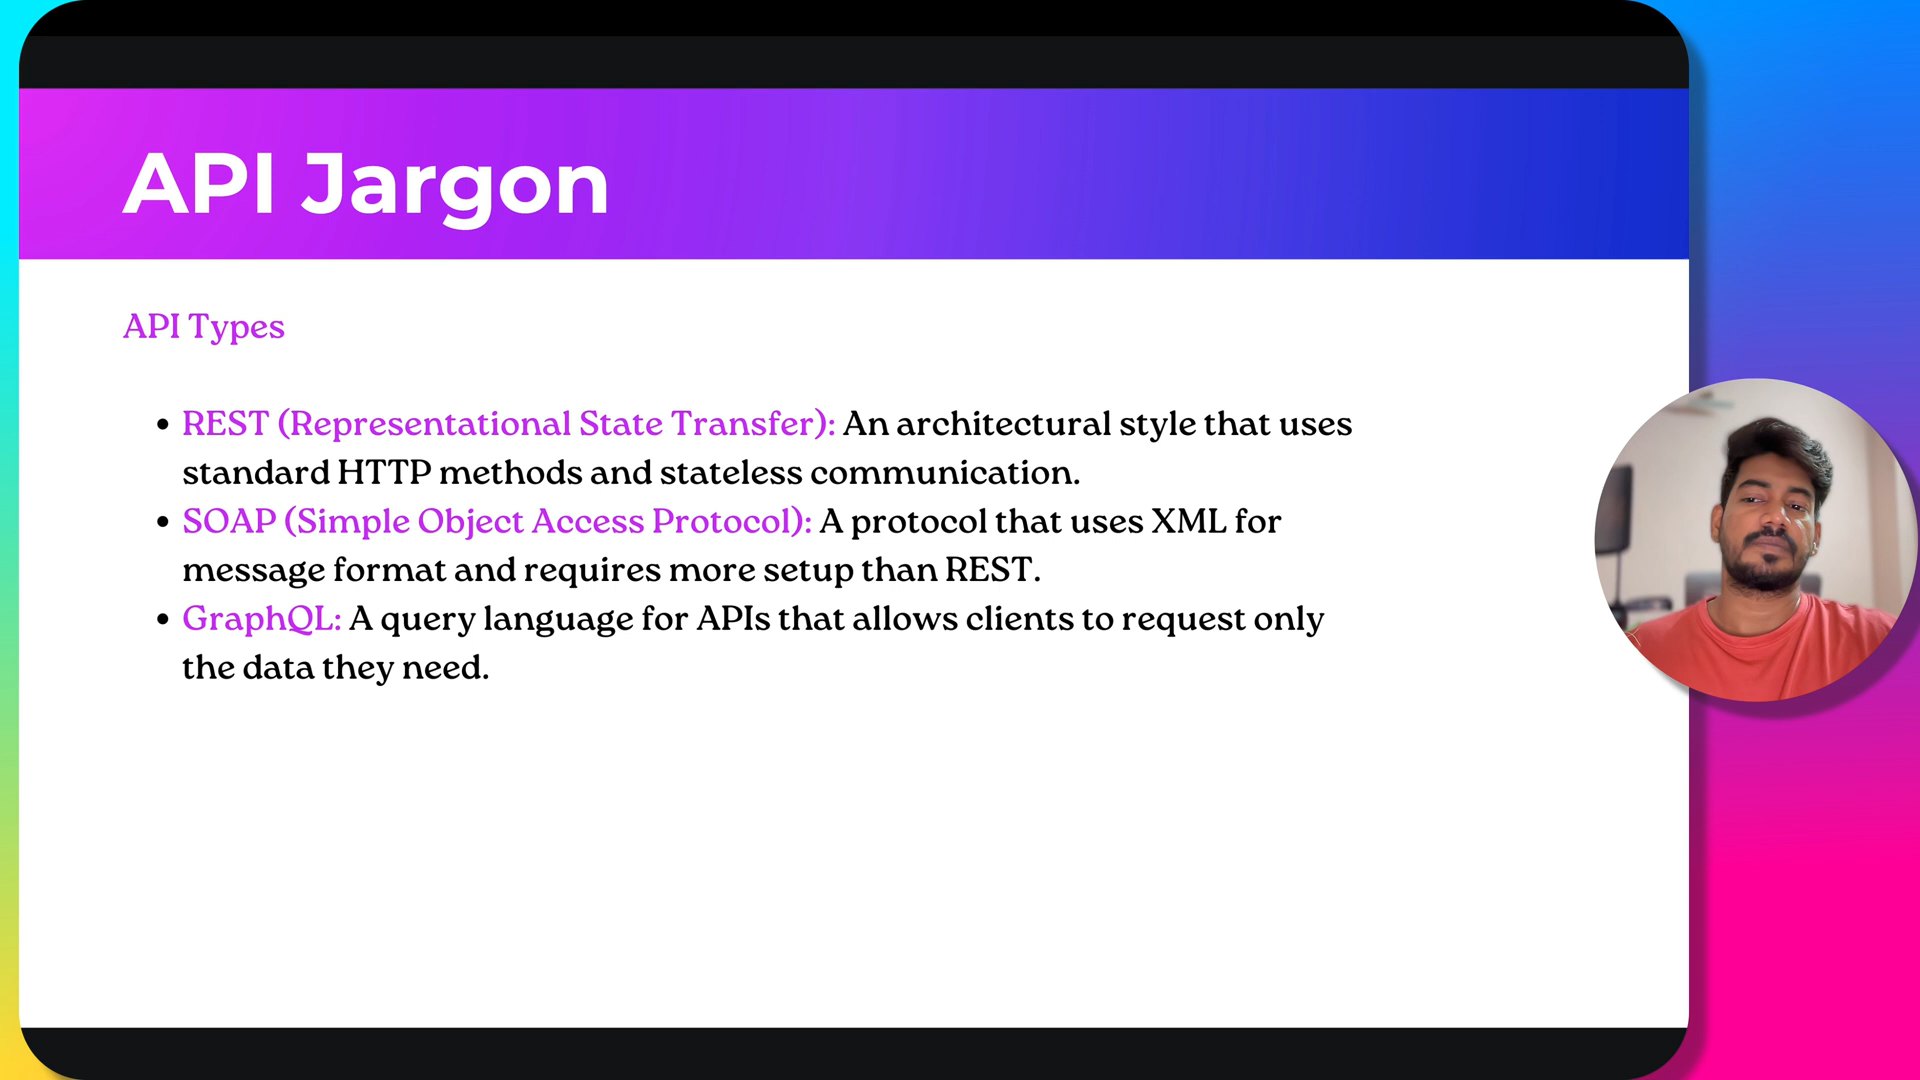 API Jargon
API Types
• REST (Representational State Transfer): An architectural style that uses
standard HTTP methods and stateless communication.
• SOAP (Simple Object Access Protocol): A protocol that uses XML for
message format and requires more setup than REST.
• GraphQL: A query language for APIs that allows clients to request only
the data they need.